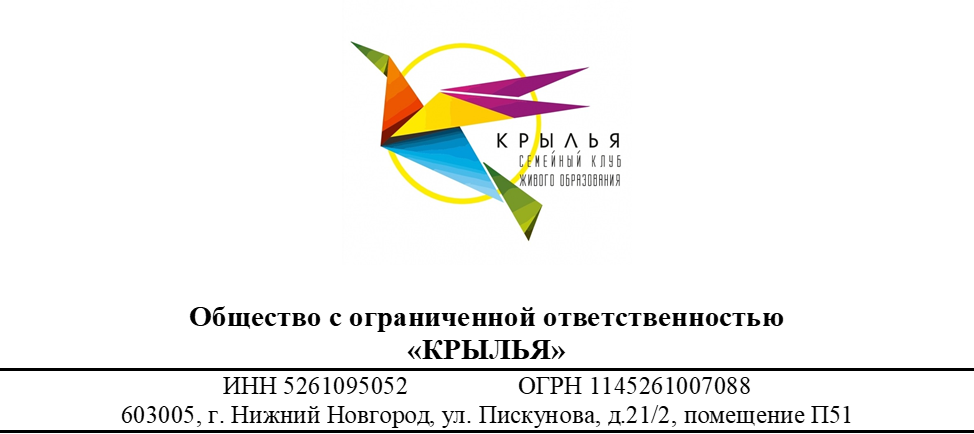 КРЫЛЬЯ
СЕМЕЙНЫЙ КЛУБ
ЖИВОГО ОБРАЗОВАНИЯ
Общество с ограниченной ответственностью
«КРЫЛЬЯ»
ИНН 5261095052 ОГРН 1145261007088
603005, г. Нижний Новгород, ул. Пискунова, д.21/2, помещение П51